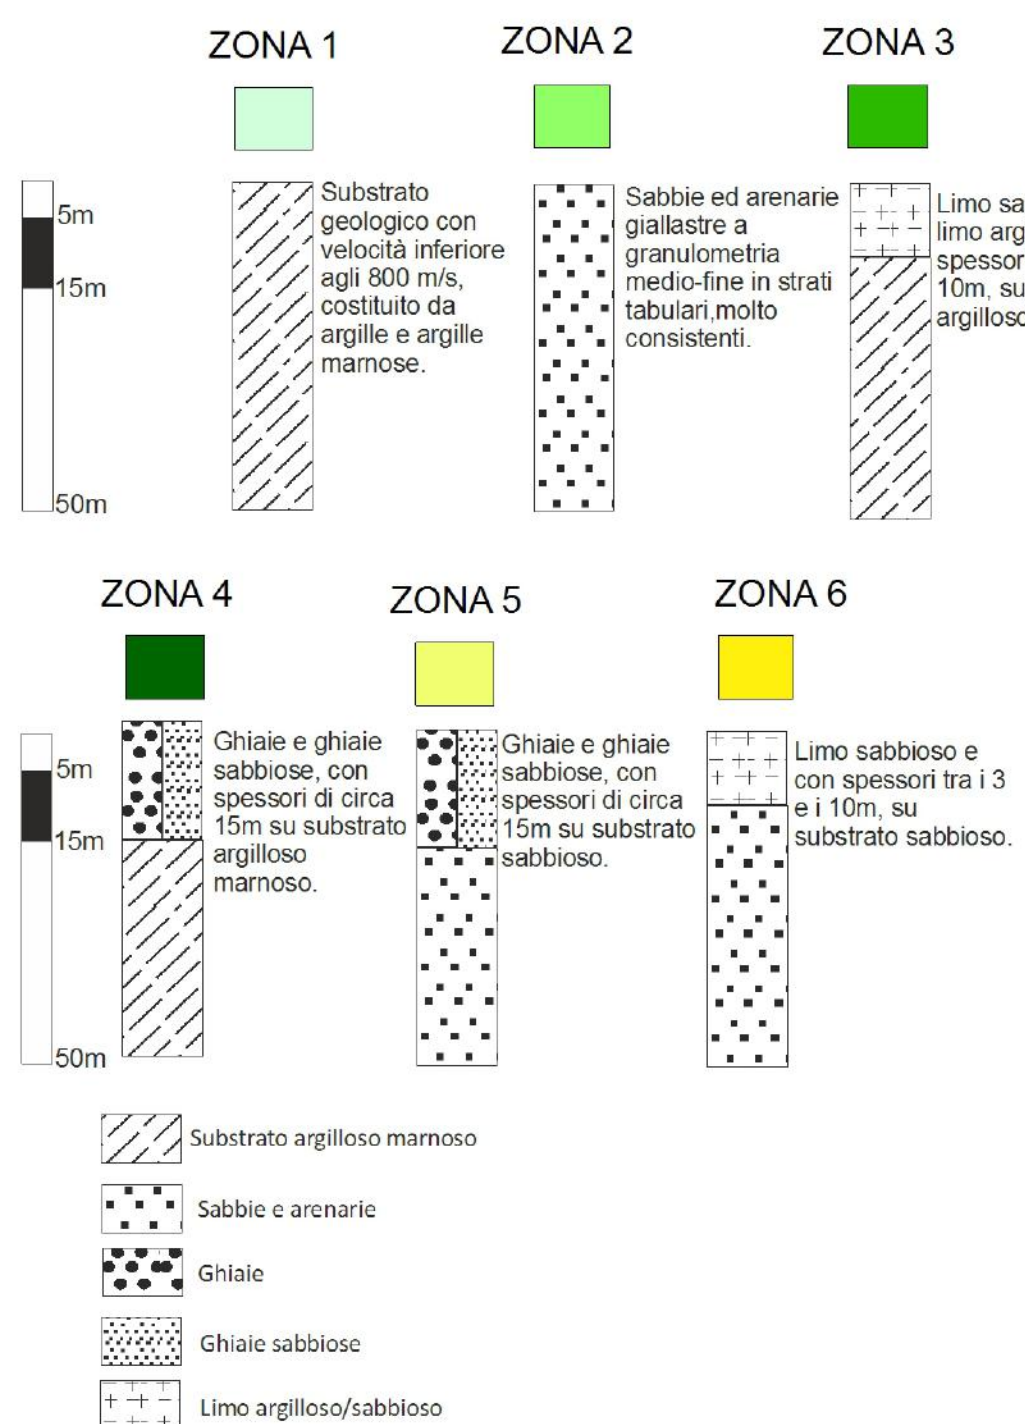 ZONA 1
ZONA 2
ZONA 3
5m
15m
50m
Substrato
geologico con
velocità inferiore
agli 800 m/s,
costituito da
argille e argille
marnose.
Sabbie ed arenarie
giallastre a
granulometria
medio-fine in strati
tabulari,molto
consistenti.
Limo sa
limo arg
spessor
10m, su
argilloso
ZONA 4
ZONA 5
ZONA 6
5m
15m
50m
Ghiaie e ghiaie
sabbiose, con
spessori di circa
15m su substrato
argilloso
marnoso.
Ghiaie e ghiaie
sabbiose, con
spessori di circa
15m su substrato
sabbioso.
Limo sabbioso e
con spessori tra i 3
e i 10m, su
substrato sabbioso.
Substrato argilloso marnoso
Sabbie e arenarie
Ghiaie
Ghiaie sabbiose
Limo argilloso/sabbioso